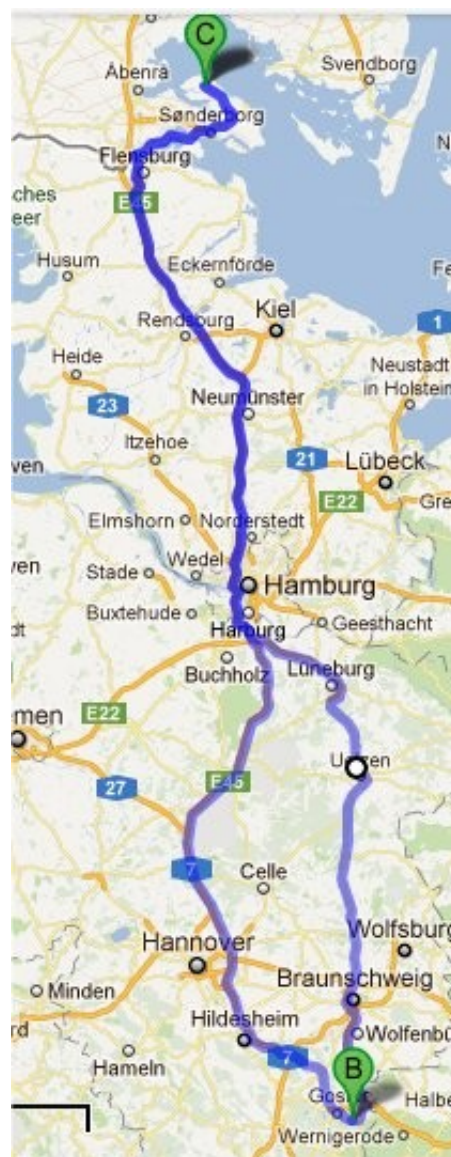 C
Åbenrå
Svendborg
Sønderborg
Flensburg
E45
Husum
Eckernförde
Kiel
Rendsburg
1
Heide
Neumünster
Neustadt
in Holstein
23
Itzehoe
21
Lübeck
E22
Elmshorn
Norderstedt
Wedel
Stade
Hamburg
Buxtehude
Harburg
Geesthacht
Buchholz
Lüneburg
E22
E45
27
7
Celle
Hannover
Wolfsburg
Minden
Braunschweig
Hildesheim
7
Hameln
B
Wernigerode